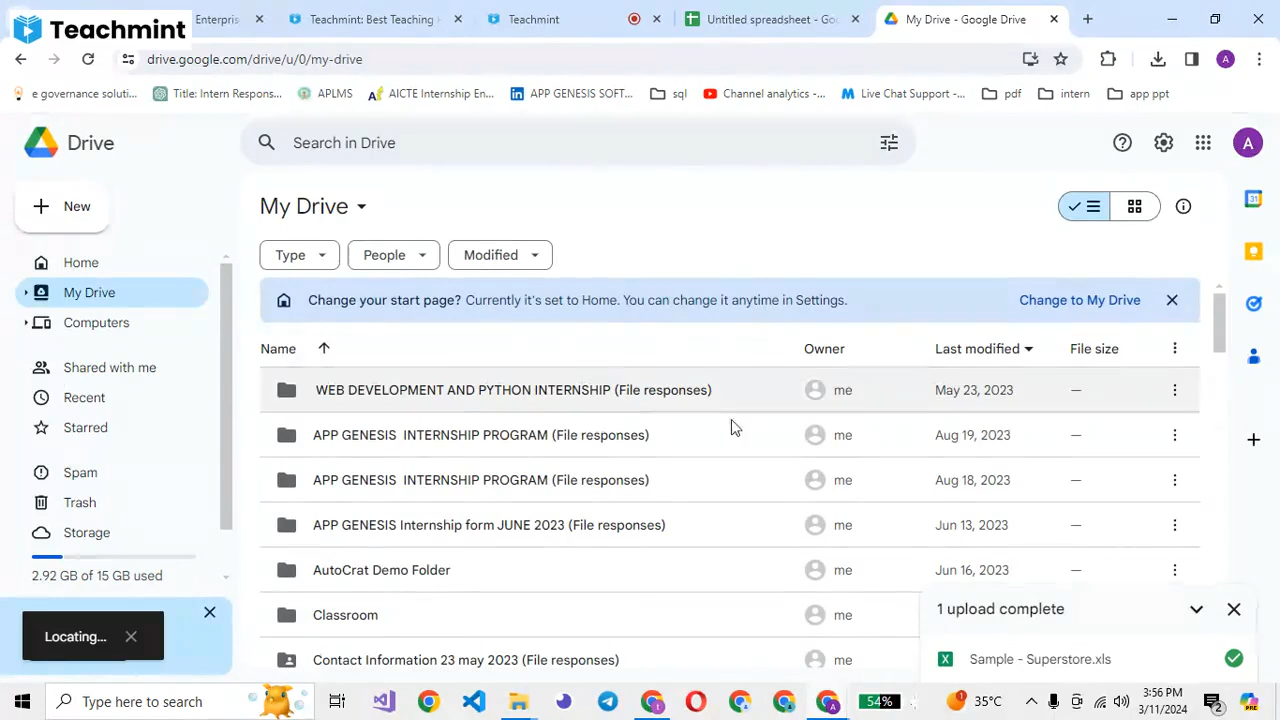 Teachmint
Enterpris
Teachmint: Best Teaching
Teachmint
Untitled spreadsheet - Goo
My Drive - Google Drive
drive.google.com/drive/u/0/my-drive
A
e governance soluti...
Title: Intern Respons...
APLMS
AICTE Internship En...
APP GENESIS SOFT...
sql
Channel analytics -...
Live Chat Support -...
pdf
intern
app ppt
Drive
Search in Drive
A
New
My Drive
31
Type
People
Modified
Home
My Drive
Computers
Shared with me
Recent
Starred
Spam
Trash
Storage
2.92 GB of 15 GB used
Locating...
Change your start page? Currently it's set to Home. You can change it anytime in Settings.
Change to My Drive
Name
Owner
Last modified
File size
WEB DEVELOPMENT AND PYTHON INTERNSHIP (File responses)
me
May 23, 2023
—
APP GENESIS INTERNSHIP PROGRAM (File responses)
me
Aug 19, 2023
—
APP GENESIS INTERNSHIP PROGRAM (File responses)
me
Aug 18, 2023
—
APP GENESIS Internship form JUNE 2023 (File responses)
me
Jun 13, 2023
—
AutoCrat Demo Folder
me
Jun 16, 2023
—
Classroom
me
Contact Information 23 may 2023 (File responses)
me
1 upload complete
Sample - Superstore.xls
Type here to search
54%
35°C
3:56 PM
3/11/2024
2